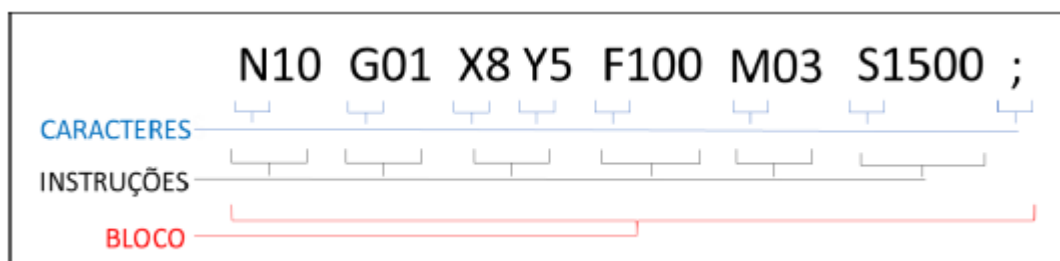 N10 G01 X8 Y5 F100 M03 S1500 ;
CARACTERES
INSTRUÇÕES
BLOCO